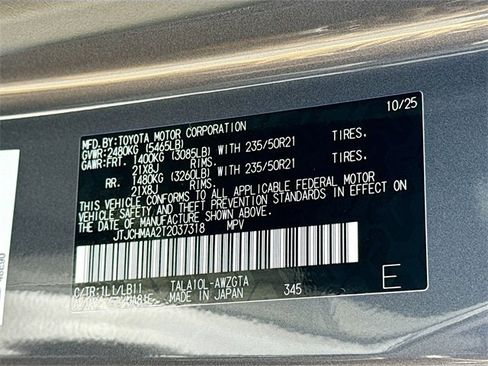 10/25
MFD. BY:TOYOTA MOTOR CORPORATION
GVWR:2480KG (5465LB)
GAWR:FRT. 1400KG (3085LB) WITH 235/50R21 TIRES.
21X8J RIMS.
RR. 1480KG (3260LB) WITH 235/50R21 TIRES.
21X8J RIMS.
THIS VEHICLE CONFORMS TO ALL APPLICABLE FEDERAL MOTOR
VEHICLE SAFETY AND THEFT PREVENTION STANDARDS IN EFFECT ON
THE DATE OF MANUFACTURE SHOWN ABOVE.
JTJCHMAA2T2037318 MPV
C/TR:1L1/LB11 TALA10L-AWZGTA
MADE IN JAPAN 345
E